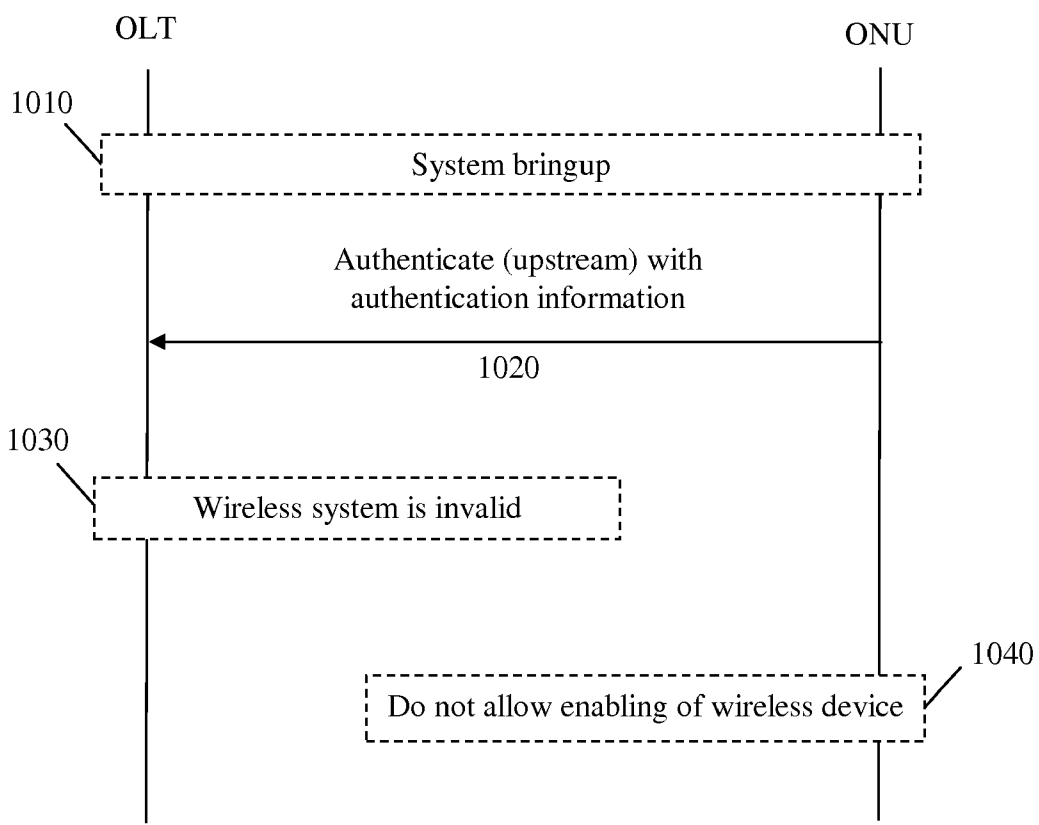 OLT
ONU
1010
System bringup
Authenticate (upstream) with
authentication information
1020
1030
Wireless system is invalid
1040
Do not allow enabling of wireless device